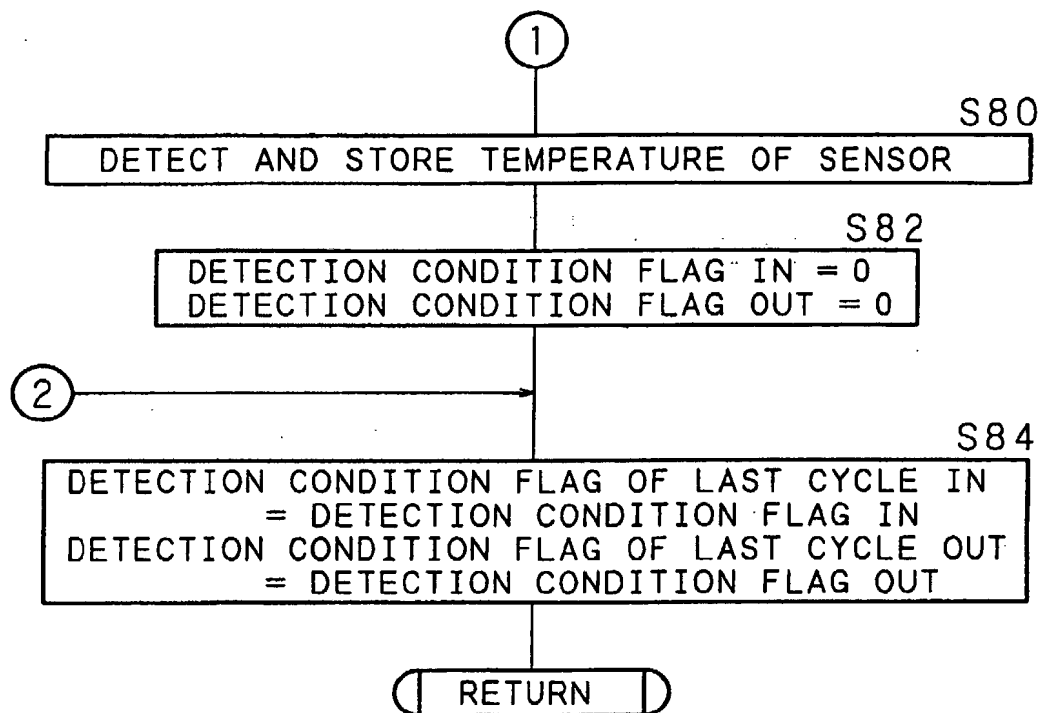 1
S80
DETECT AND STORE TEMPERATURE OF SENSOR
S82
DETECTION CONDITION FLAG IN = 0
DETECTION CONDITION FLAG OUT = 0
2
S84
DETECTION CONDITION FLAG OF LAST CYCLE IN
= DETECTION CONDITION FLAG IN
DETECTION CONDITION FLAG OF LAST CYCLE OUT
= DETECTION CONDITION FLAG OUT
RETURN